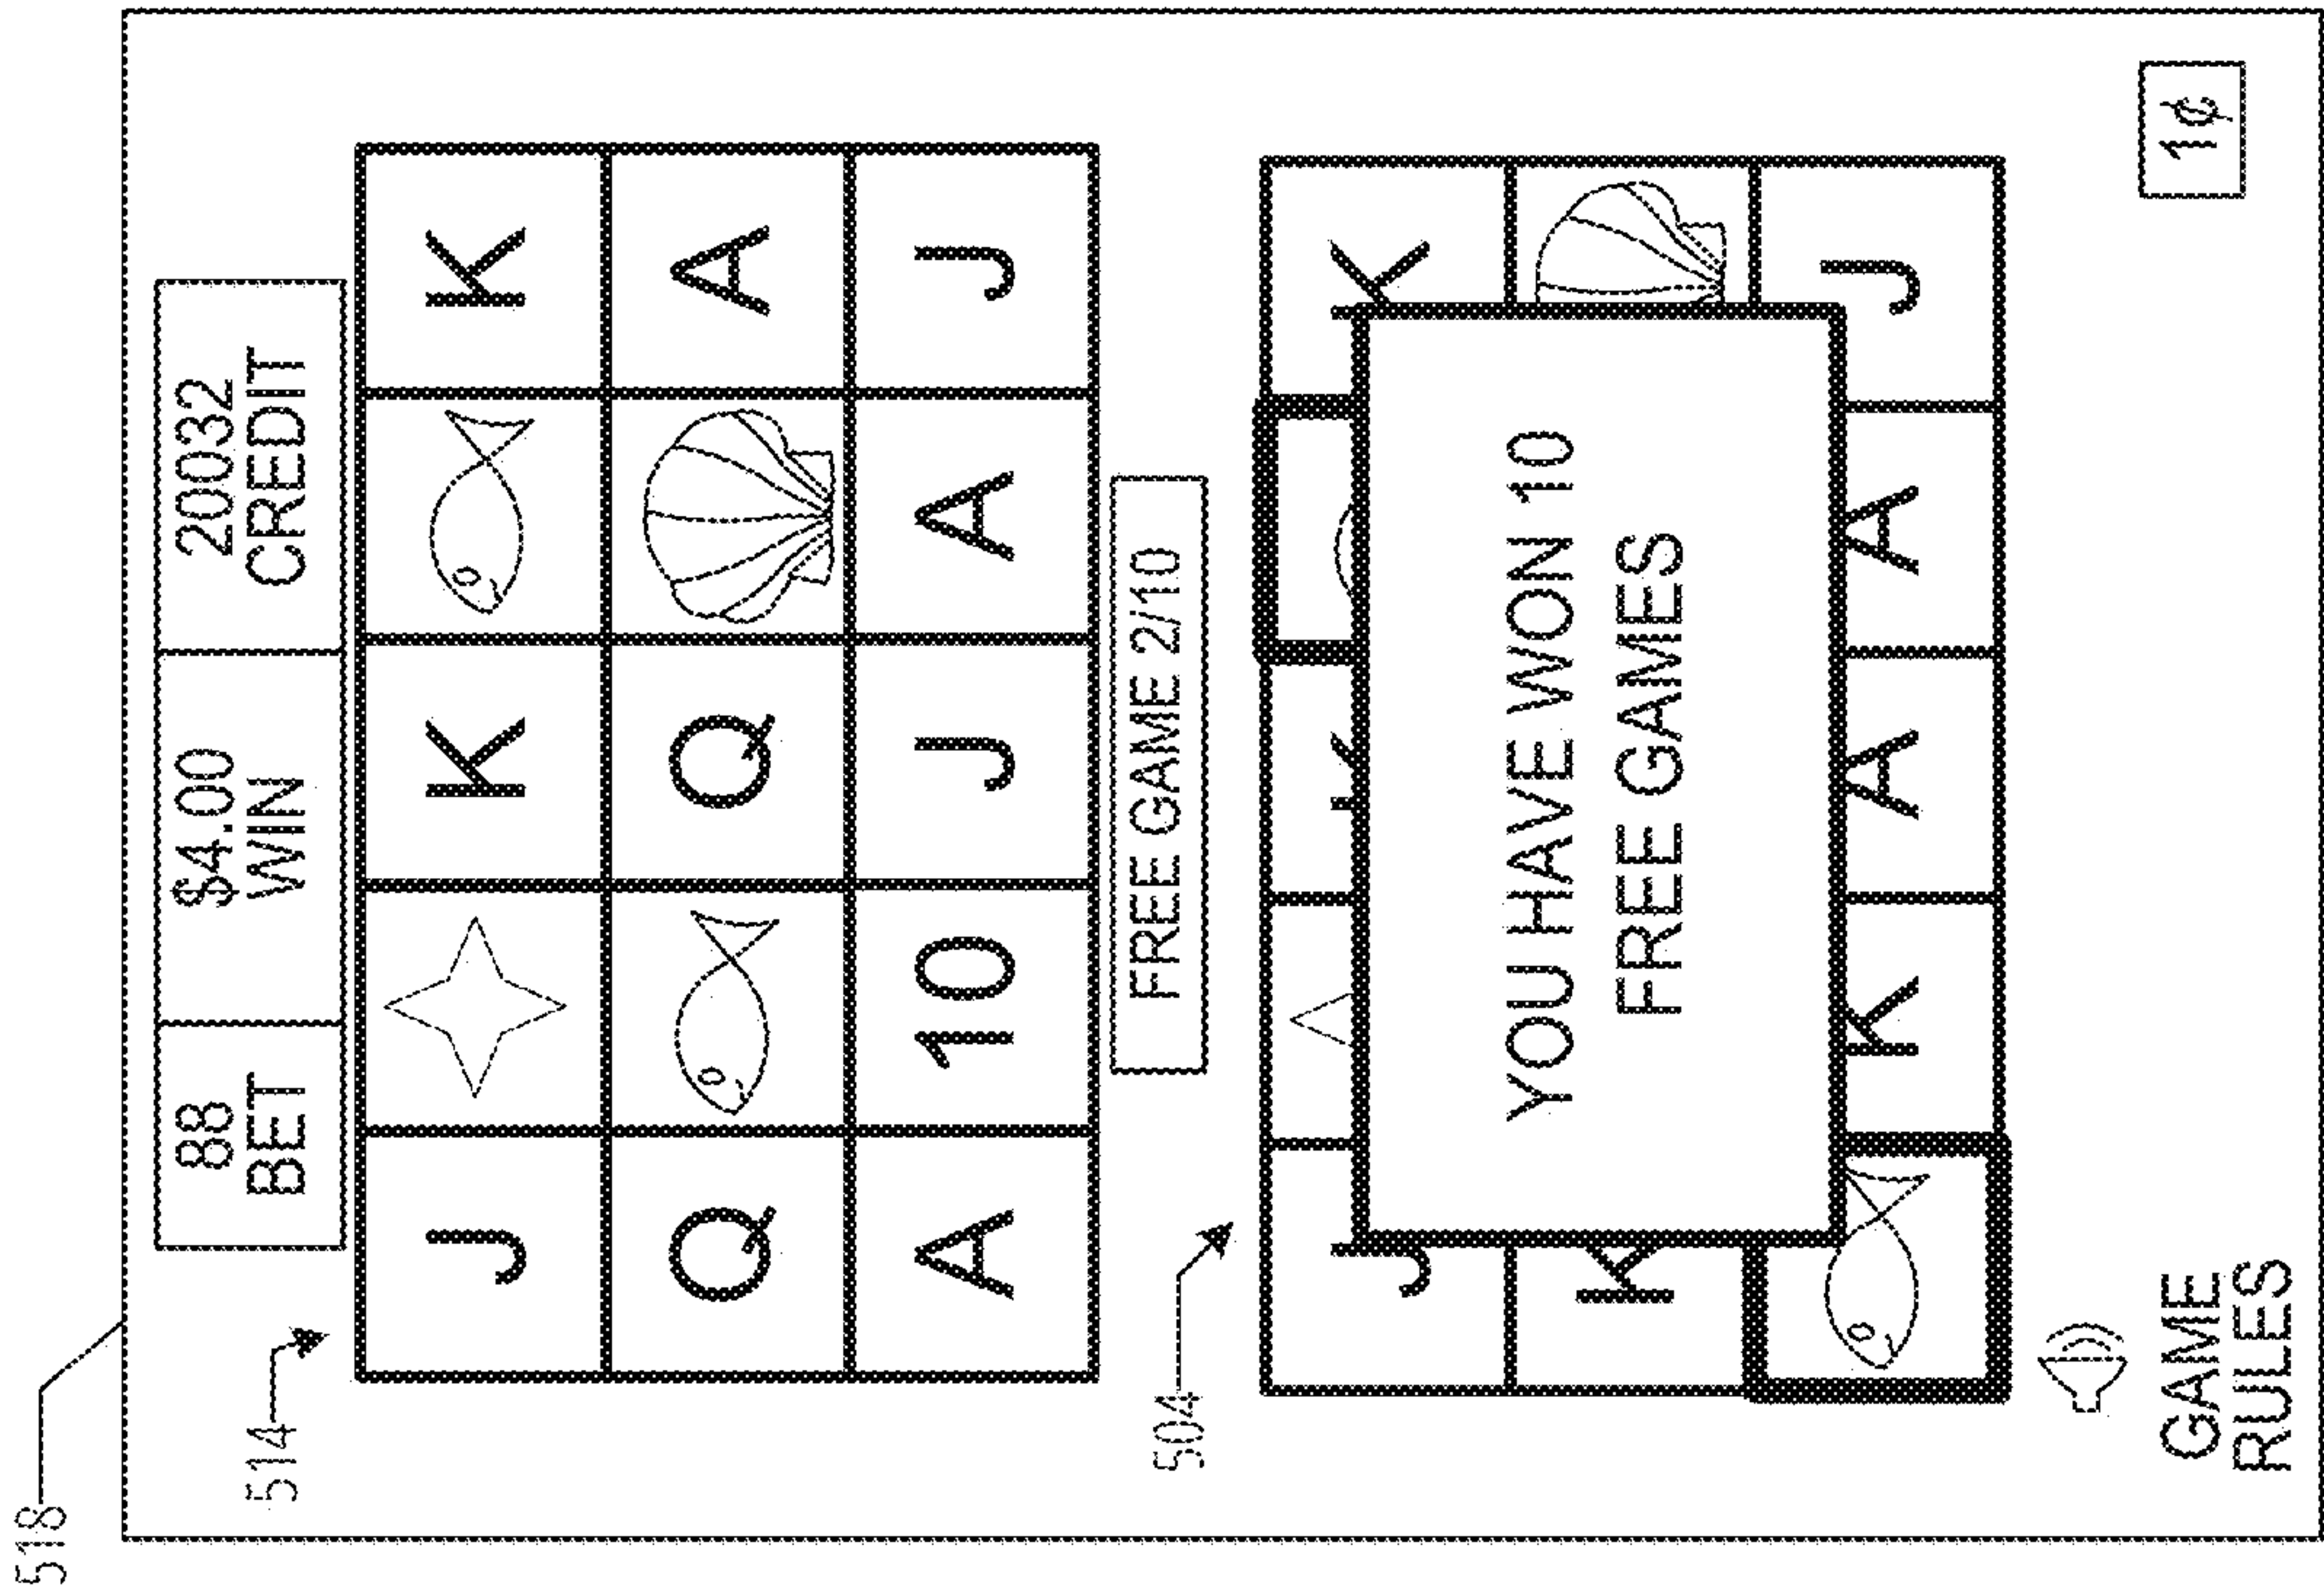 518
88 $4.00 20032
BET WIN CREDIT
514
J K K
Q Q A
A 10 J A J
FREE GAME 2/10
504
J K K
K
YOU HAVE WON 10
FREE GAMES
K A A J
GAME
RULES
1¢